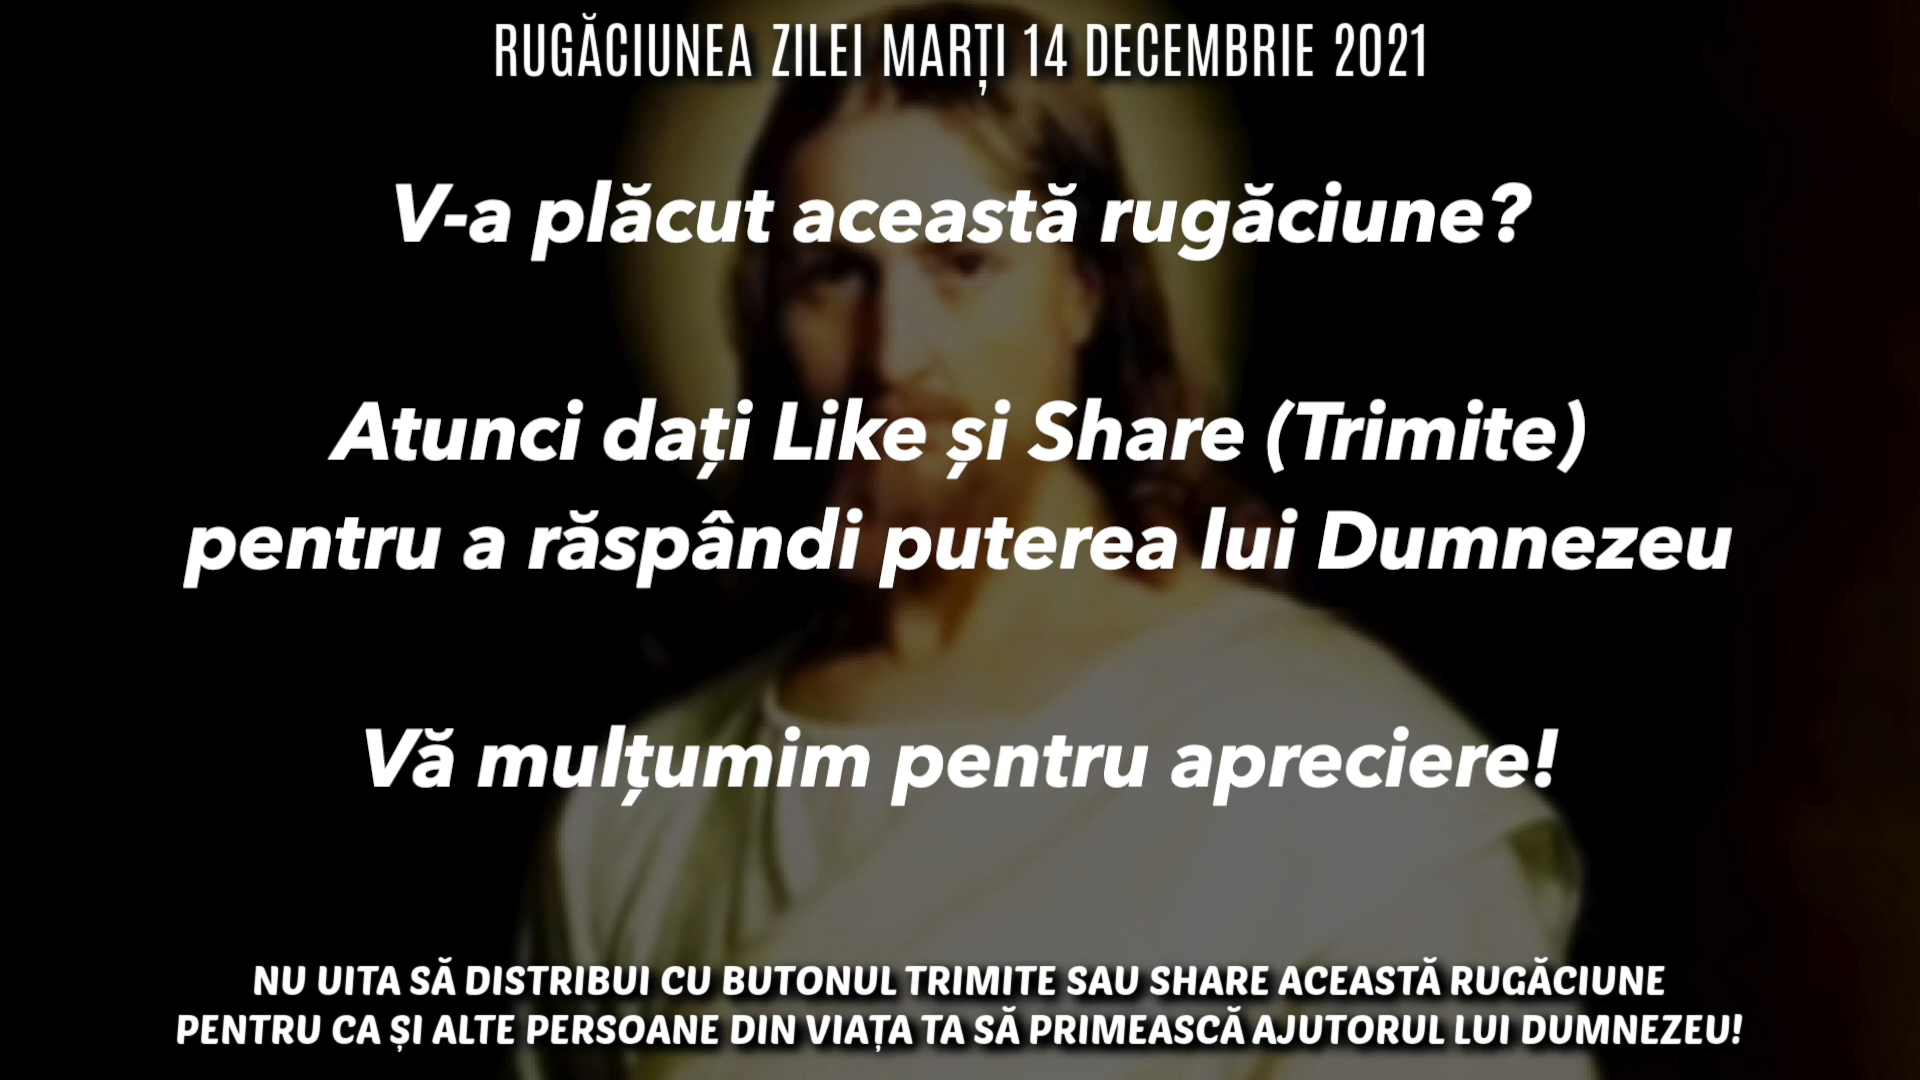 RUGĂCIUNEA ZILEI MARȚI 14 DECEMBRIE 2021
V-a plăcut această rugăciune?
Atunci dați Like și Share (Trimite)
pentru a răspândi puterea lui Dumnezeu
Vă mulțumim pentru apreciere!
NU UITA SĂ DISTRIBUI CU BUTONUL TRIMITE SAU SHARE ACEASTĂ RUGĂCIUNE
PENTRU CA ȘI ALTE PERSOANE DIN VIAȚA TA SĂ PRIMEASCĂ AJUTORUL LUI DUMNEZEU!